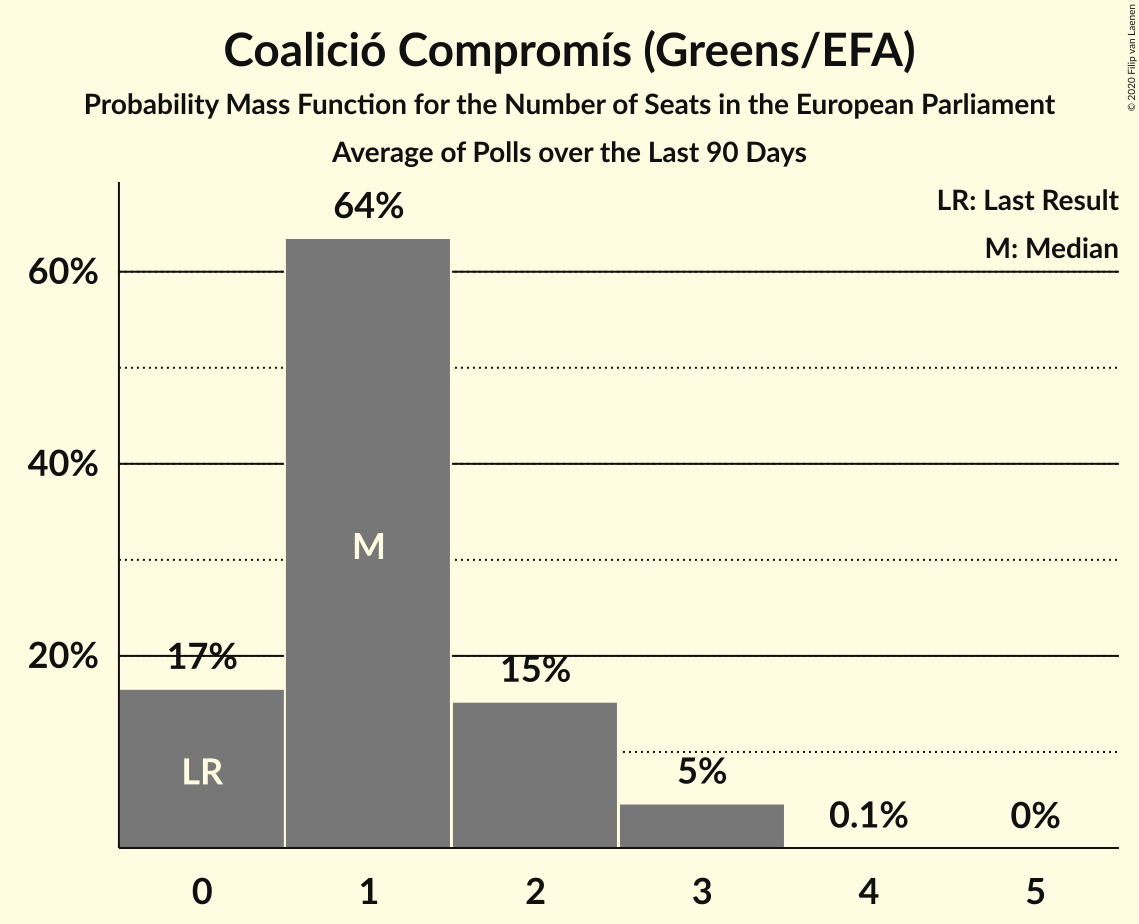 Coalició Compromís (Greens/EFA)
Probability Mass Function for the Number of Seats in the European Parliament
Average of Polls over the Last 90 Days
© 2020 Filip van Laenen
LR: Last Result
M: Median
64%
60%
40%
M
20%
17%
15%
LR
5%
0.1%
0%
0 1 2 3 4 5